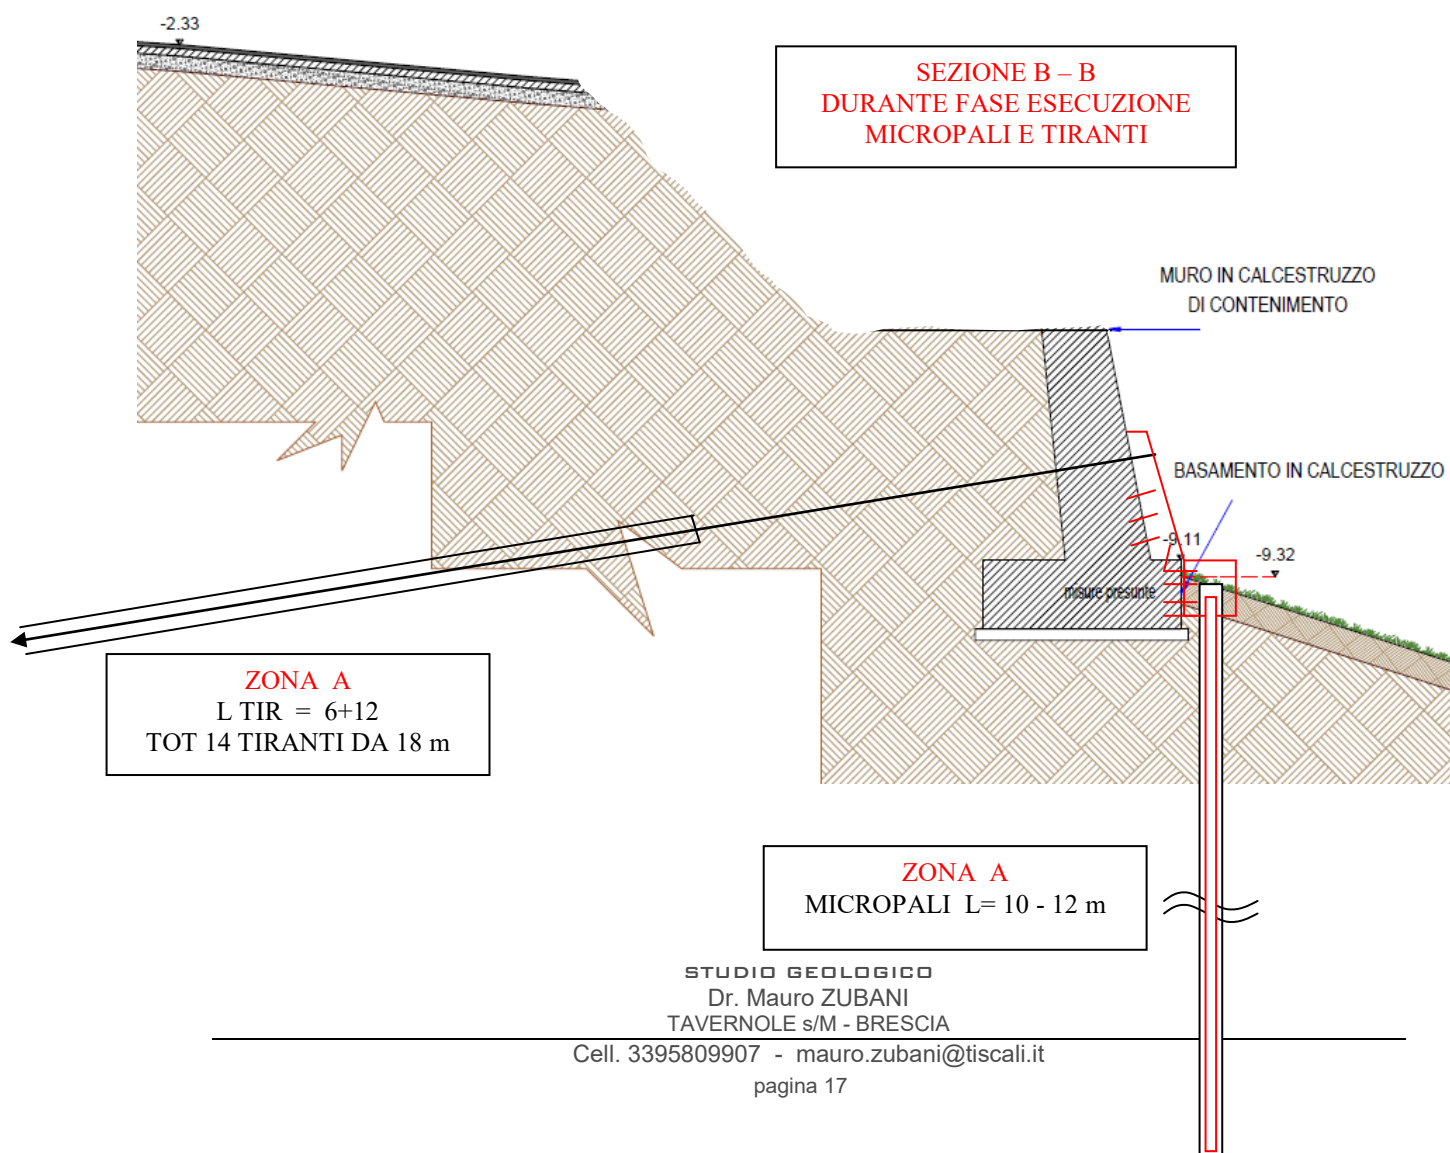 -2.33
SEZIONE B – B
DURANTE FASE ESECUZIONE
MICROPALI E TIRANTI
MURO IN CALCESTRUZZO
DI CONTENIMENTO
BASAMENTO IN CALCESTRUZZO
-9.11
-9.32
misure presunte
ZONA A
L TIR = 6+12
TOT 14 TIRANTI DA 18 m
ZONA A
MICROPALI L= 10 - 12 m
STUDIO GEOLOGICO
Dr. Mauro ZUBANI
TAVERNOLE s/M - BRESCIA
Cell. 3395809907 - mauro.zubani@tiscali.it
pagina 17